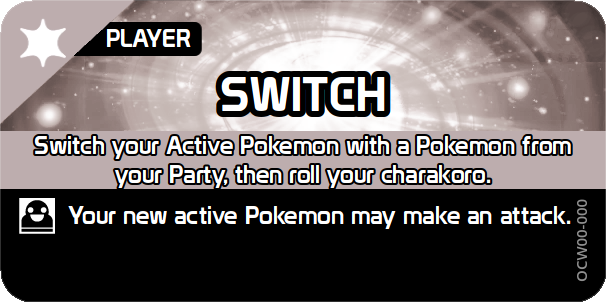 PLAYER
SWITCH
Switch your Active Pokemon with a Pokemon from
your Party, then roll your charakoro.
Your new active Pokemon may make an attack.
OCW00-000